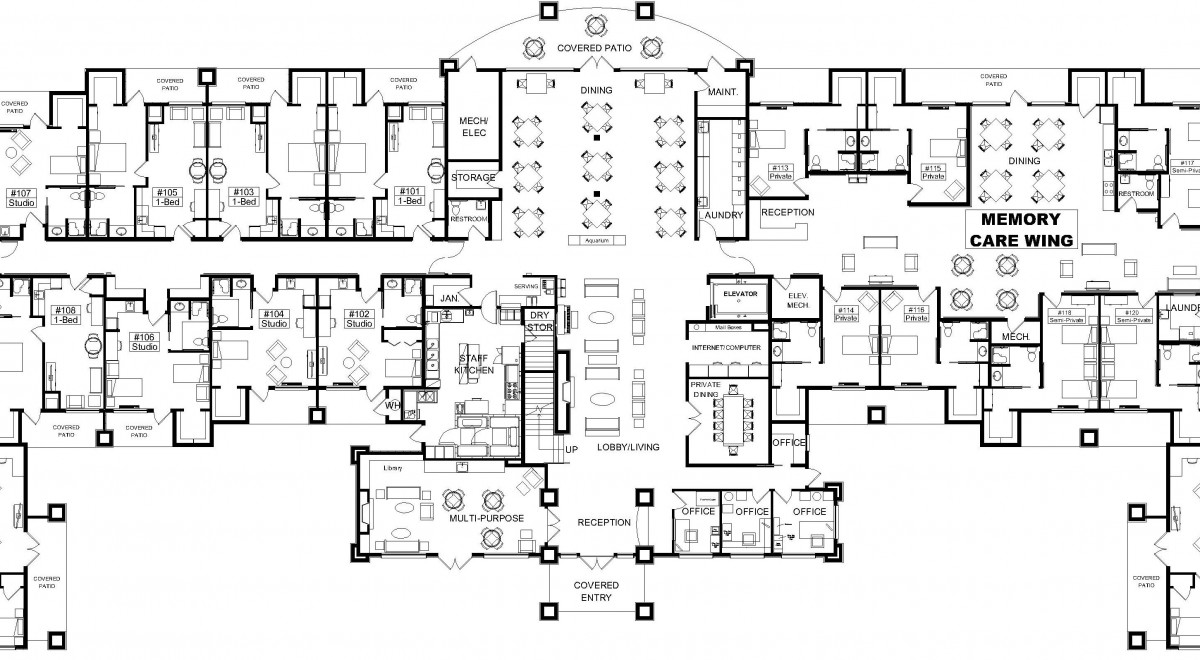 COVERED PATIO
COVERED
PATIO
COVERED
PATIO
COVERED
PATIO
COVERED
PATIO
COVERED
PATIO
DINING
MAINT.
MECH/
ELEC
STORAGE
RESTROOM
LAUNDRY
Aquarium
#107
Studio
#105
1-Bed
#103
1-Bed
#101
1-Bed
#113
Private
#115
Private
DINING
#117
Semi-Private
RESTROOM
RECEPTION
MEMORY
CARE WING
JAN.
SERVING
DRY
STOR.
ELEVATOR
ELEV.
MECH.
#108
1-Bed
#106
Studio
#104
Studio
#102
Studio
STAFF
KITCHEN
WH
UP
LOBBY/LIVING
Mail Boxes
INTERNET/COMPUTER
PRIVATE
DINING
#114
Private
#116
Private
MECH.
#118
Semi-Private
#120
Semi-Private
COVERED
PATIO
COVERED
PATIO
OFFICE
Library
MULTI-PURPOSE
RECEPTION
OFFICE
OFFICE
OFFICE
COVERED
PATIO
COVERED
ENTRY
COVERED
PATIO